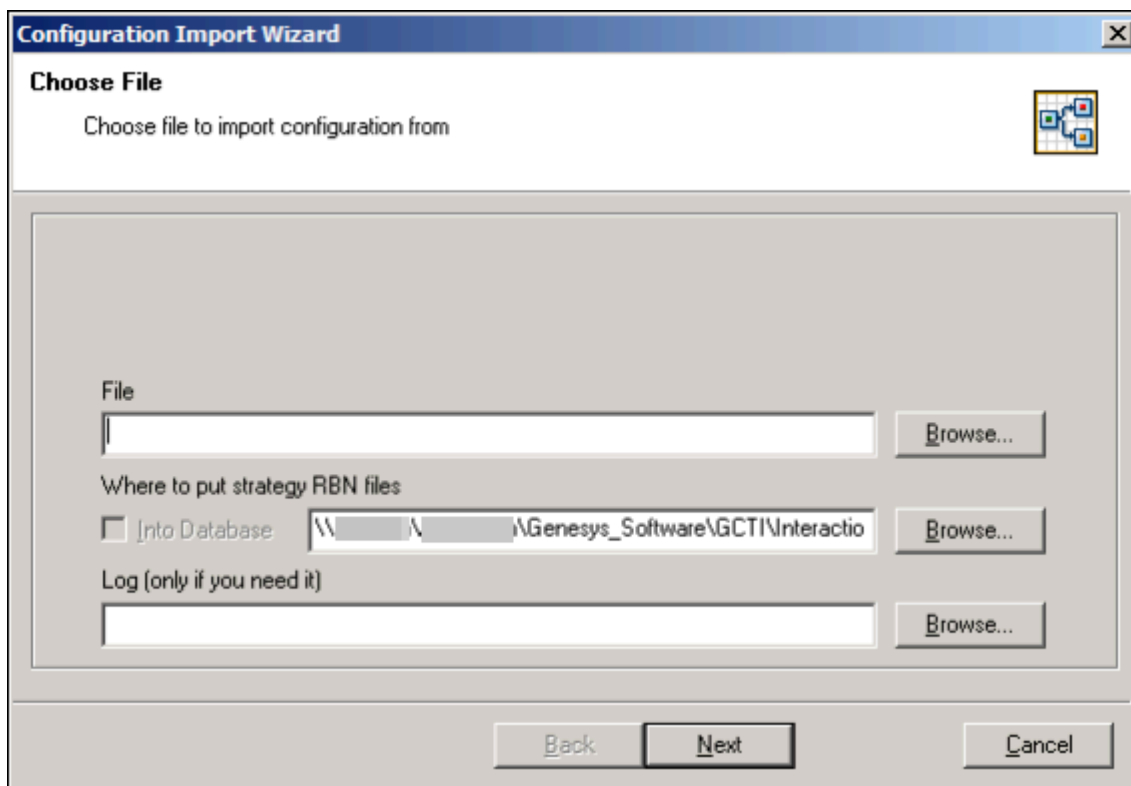 Configuration Import Wizard
Choose File
Choose file to import configuration from
File
Browse...
Where to put strategy RBN files
Into Database \\ \ \Genesys_Software\GCTI\Interactio Browse...
Log (only if you need it)
Browse...
Back Next Cancel